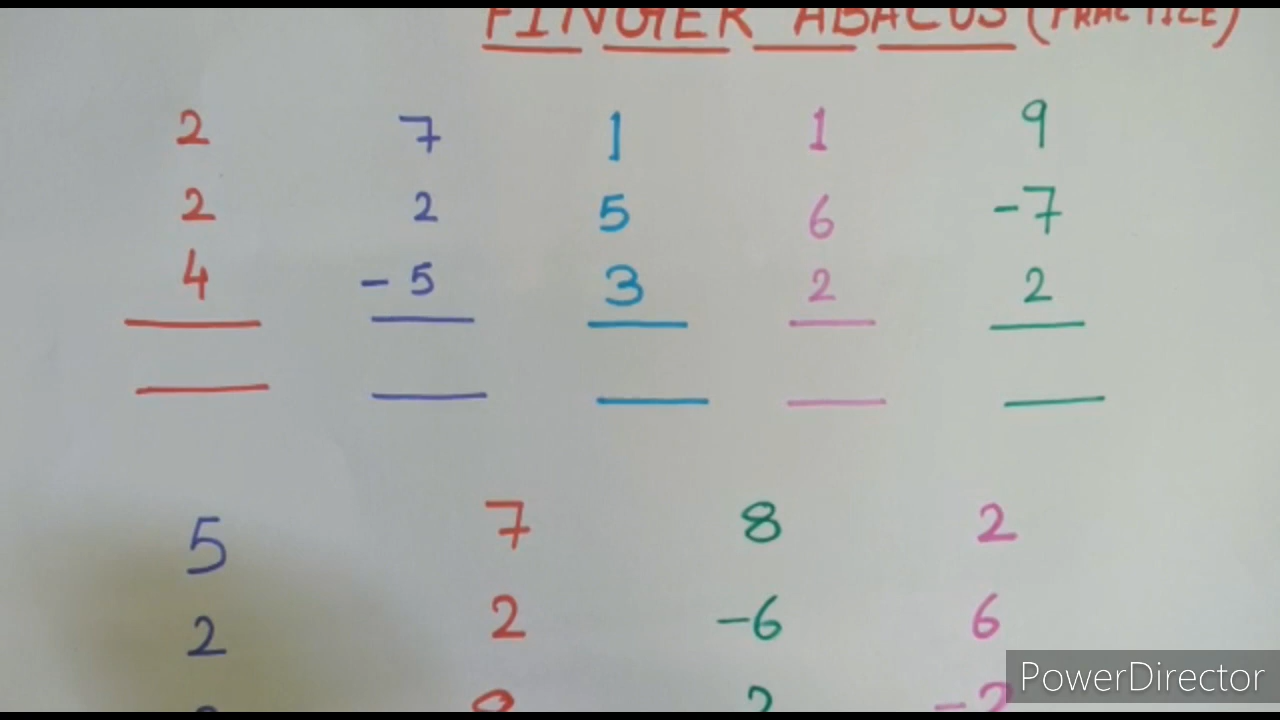 FINGER ABACUS (PRACTICE)
2 7 1 1 9
2 2 5 6 -7
4 -5 3 2 2
5 7 8 2
2 2 -6 6
PowerDirector